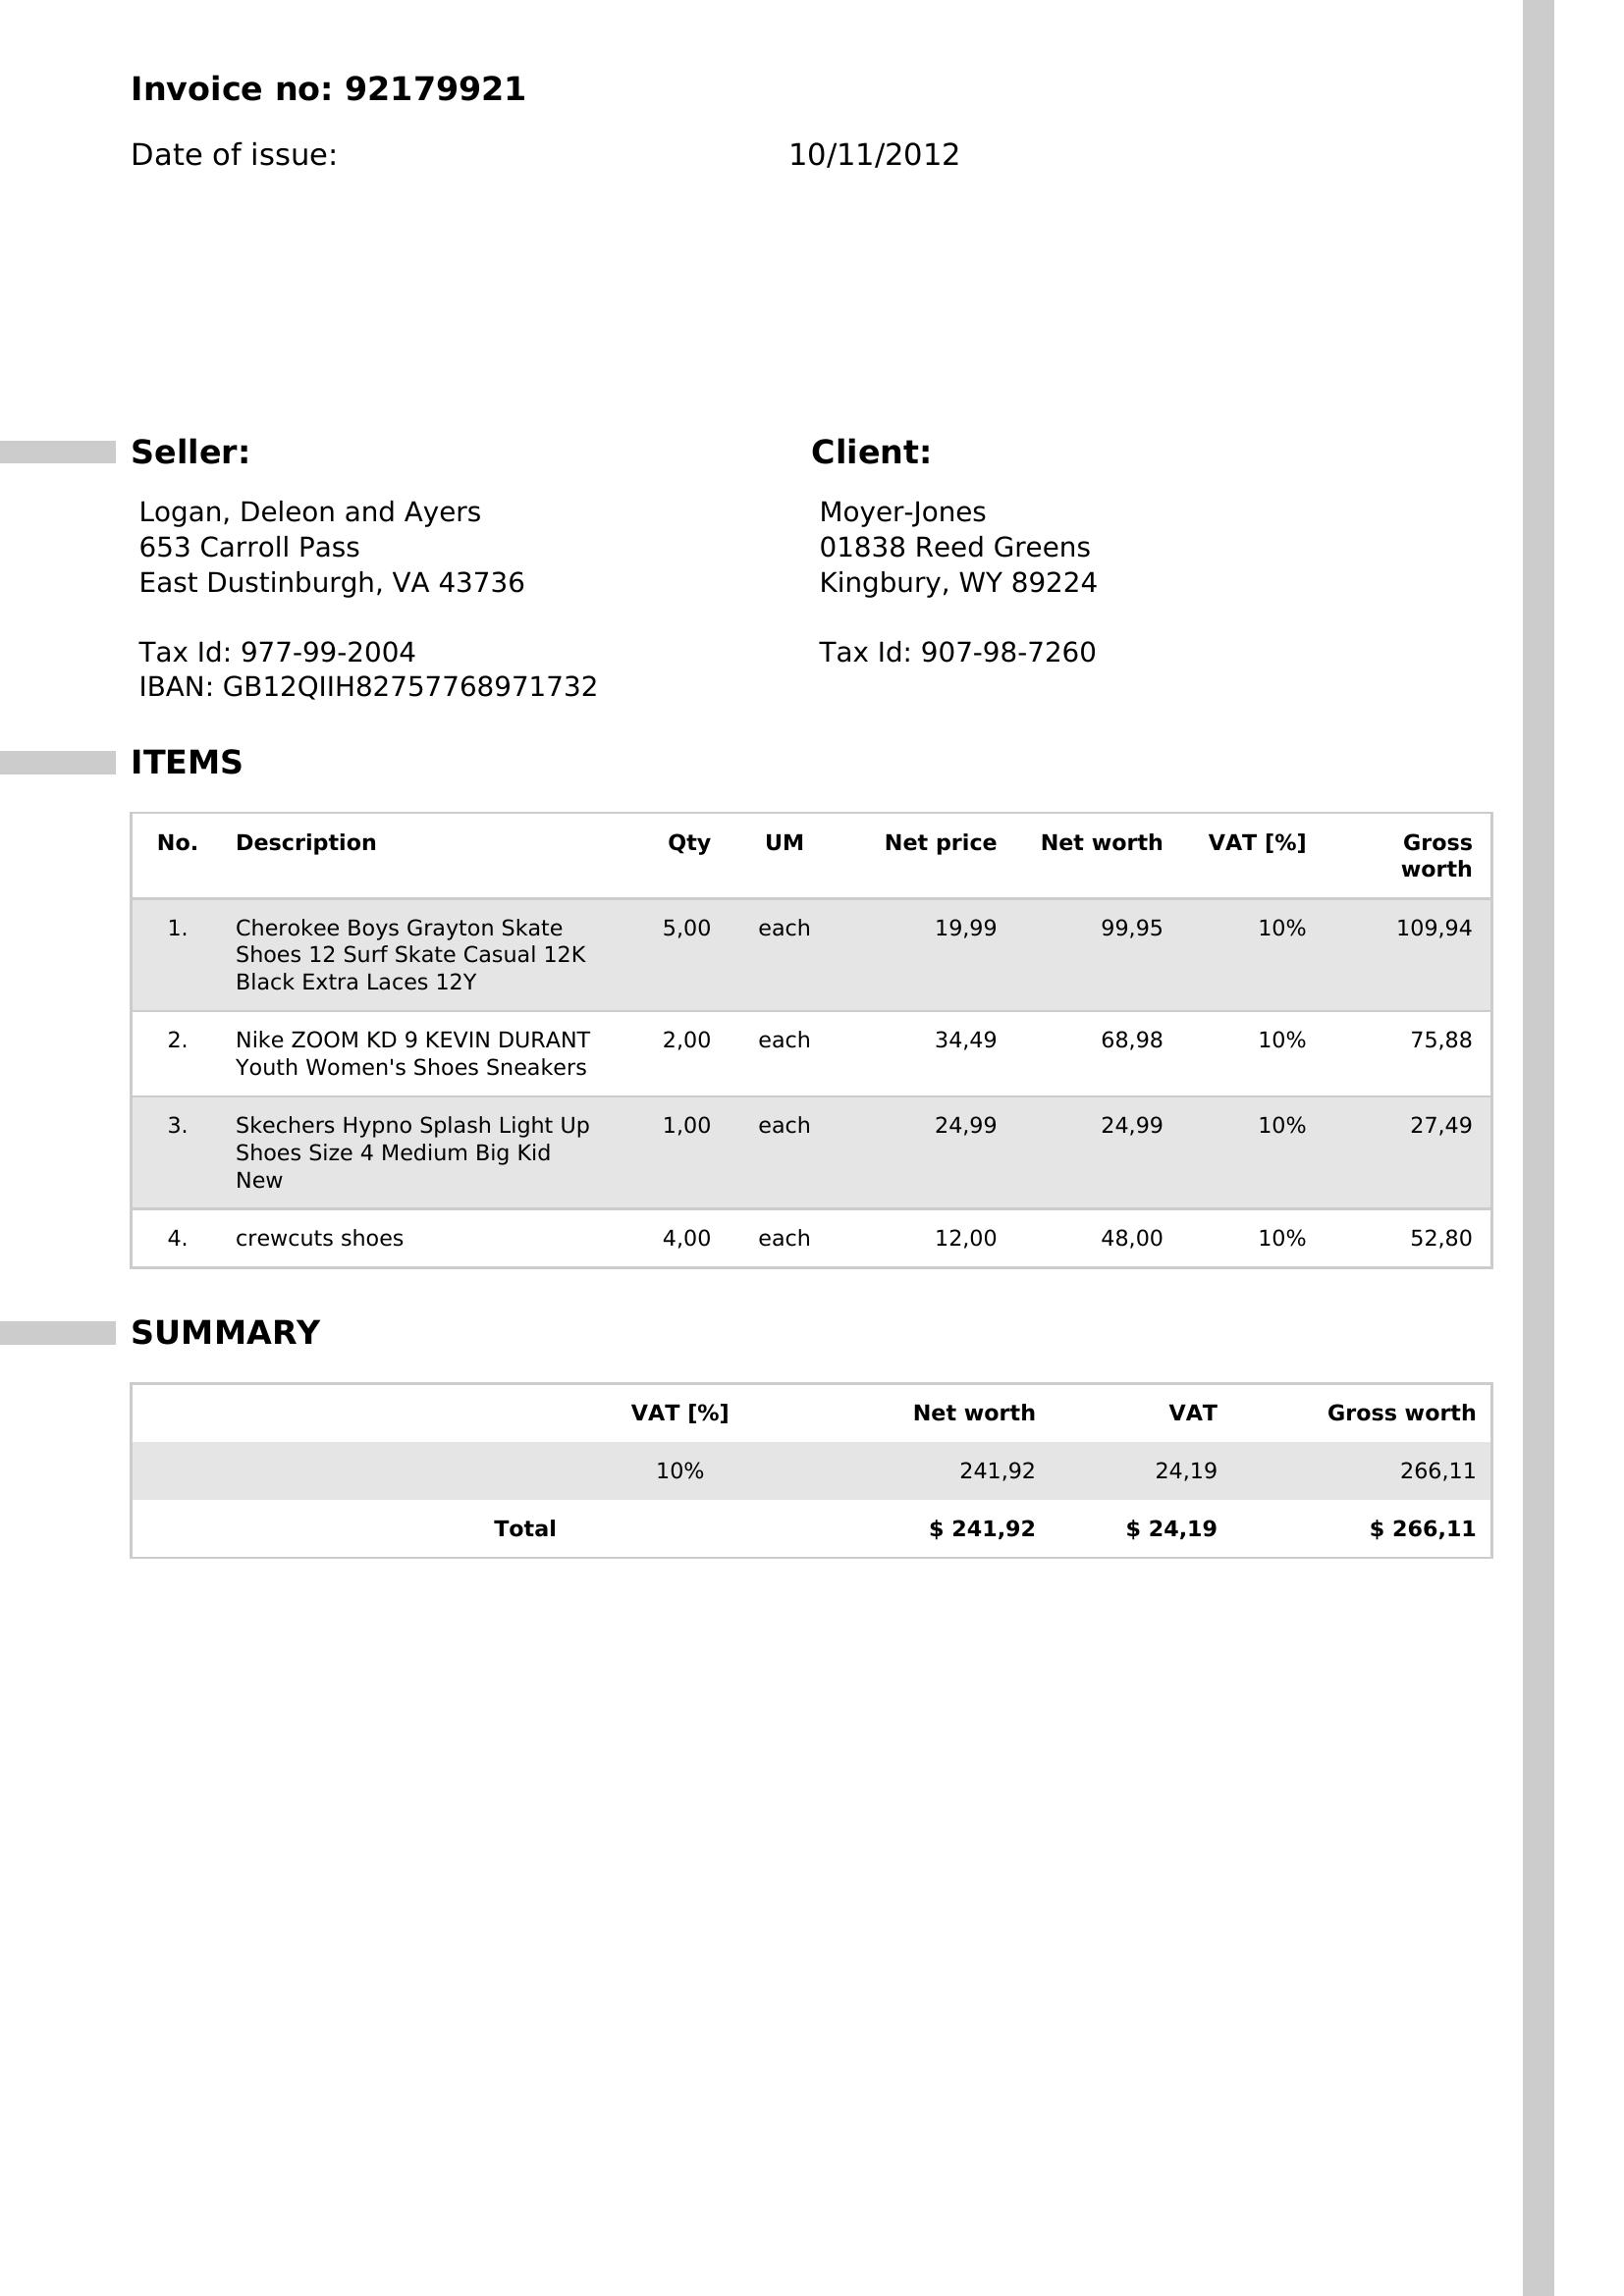 Invoice no: 92179921
Date of issue: 10/11/2012
Seller:
Logan, Deleon and Ayers
653 Carroll Pass
East Dustinburgh, VA 43736
Tax Id: 977-99-2004
IBAN: GB12QIIH82757768971732
Client:
Moyer-Jones
01838 Reed Greens
Kingbury, WY 89224
Tax Id: 907-98-7260
ITEMS
No. Description Qty UM Net price Net worth VAT [%] Gross
worth
1. Cherokee Boys Grayton Skate 5,00 each 19,99 99,95 10% 109,94
Shoes 12 Surf Skate Casual 12K
Black Extra Laces 12Y
2. Nike ZOOM KD 9 KEVIN DURANT 2,00 each 34,49 68,98 10% 75,88
Youth Women's Shoes Sneakers
3. Skechers Hypno Splash Light Up 1,00 each 24,99 24,99 10% 27,49
Shoes Size 4 Medium Big Kid
New
4. crewcuts shoes 4,00 each 12,00 48,00 10% 52,80
SUMMARY
VAT [%] Net worth VAT Gross worth
10% 241,92 24,19 266,11
Total $ 241,92 $ 24,19 $ 266,11